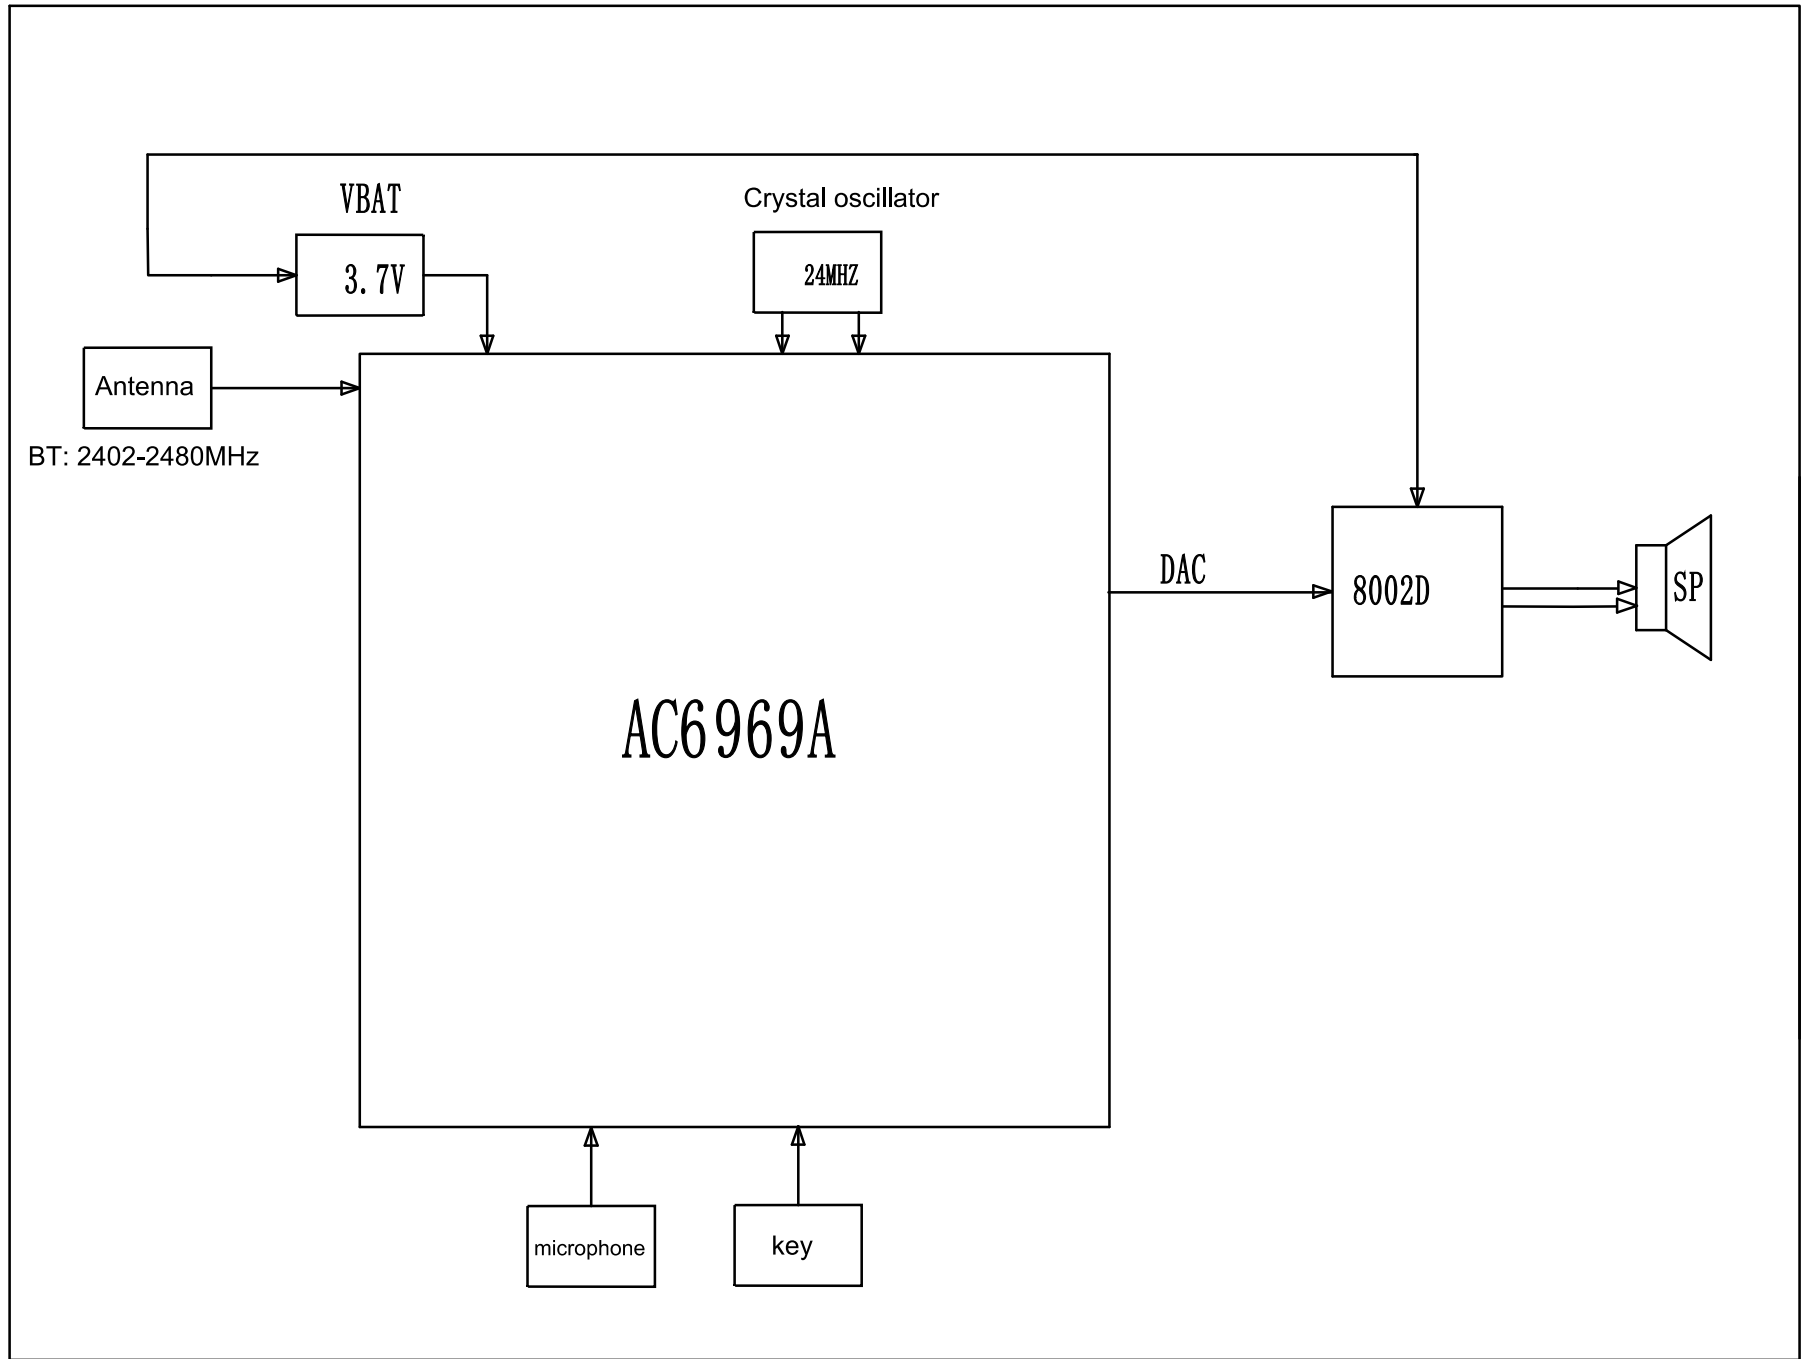 VBAT
Crystal oscillator
3.7V
24MHZ
Antenna
BT: 2402-2480MHz
DAC
8002D
SP
AC6969A
microphone
key